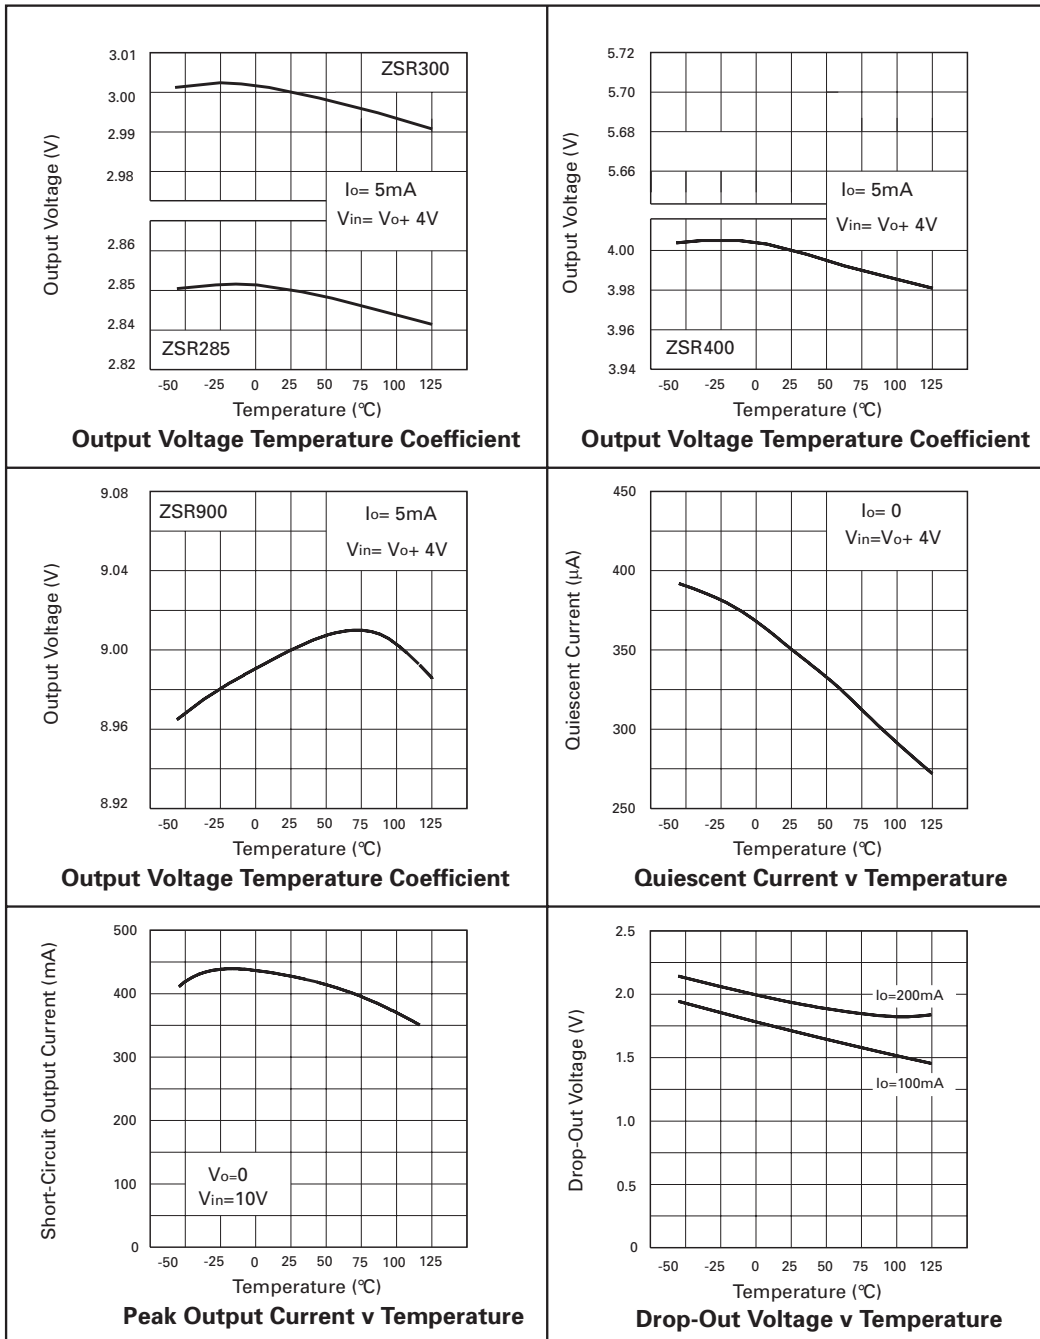 3.01
3.00
2.99
2.98
2.86
2.85
2.84
2.82
Output Voltage (V)
Output Voltage (V)
ZSR300
Io= 5mA
Vin= Vo+ 4V
ZSR285
-50 -25 0 25 50 75 100 125
Temperature (°C)
Output Voltage Temperature Coefficient
5.72
5.70
5.68
5.66
4.00
3.98
3.96
3.94
Output Voltage (V)
Output Voltage (V)
Io= 5mA
Vin= Vo+ 4V
ZSR400
-50 -25 0 25 50 75 100 125
Temperature (°C)
Output Voltage Temperature Coefficient
9.08
9.04
9.00
8.96
8.92
Output Voltage (V)
ZSR900
Io= 5mA
Vin= Vo+ 4V
-50 -25 0 25 50 75 100 125
Temperature (°C)
Output Voltage Temperature Coefficient
450
400
350
300
250
Quiescent Current (µA)
Io= 0
Vin=Vo+ 4V
-50 -25 0 25 50 75 100 125
Temperature (°C)
Quiescent Current v Temperature
500
400
300
200
100
0
Short-Circuit Output Current (mA)
Vo=0
Vin=10V
-50 -25 0 25 50 75 100 125
Temperature (°C)
Peak Output Current v Temperature
2.5
2.0
1.5
1.0
0.5
0
Drop-Out Voltage (V)
Io=200mA
Io=100mA
-50 -25 0 25 50 75 100 125
Temperature (°C)
Drop-Out Voltage v Temperature